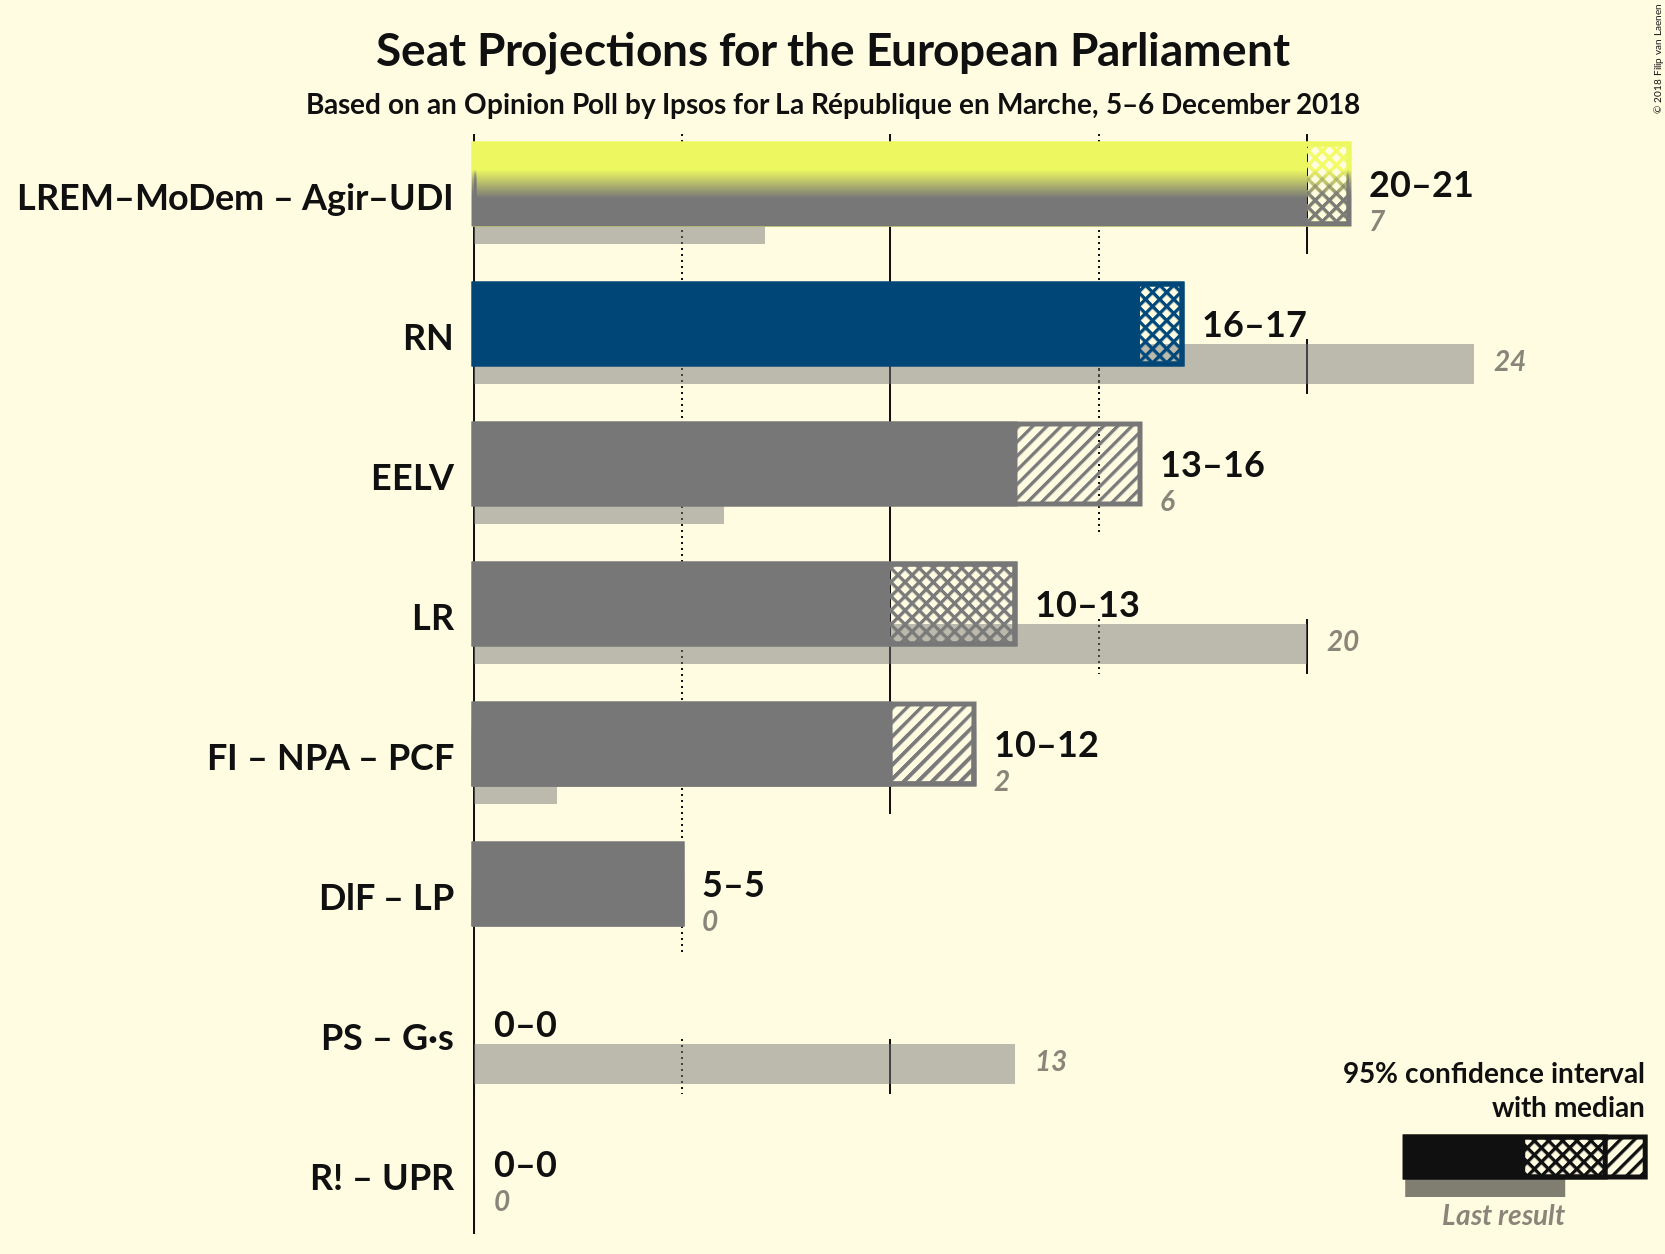 Seat Projections for the European Parliament
Based on an Opinion Poll by Ipsos for La République en Marche, 5–6 December 2018
© 2018 Filip van Laenen
LREM–MoDem – Agir–UDI
20–21
7
RN
16–17
24
EELV
13–16
6
LR
10–13
20
FI – NPA – PCF
10–12
2
DlF – LP
5–5
0
PS – G·s
0–0
13
R! – UPR
0–0
0
95% confidence interval
with median
Last result